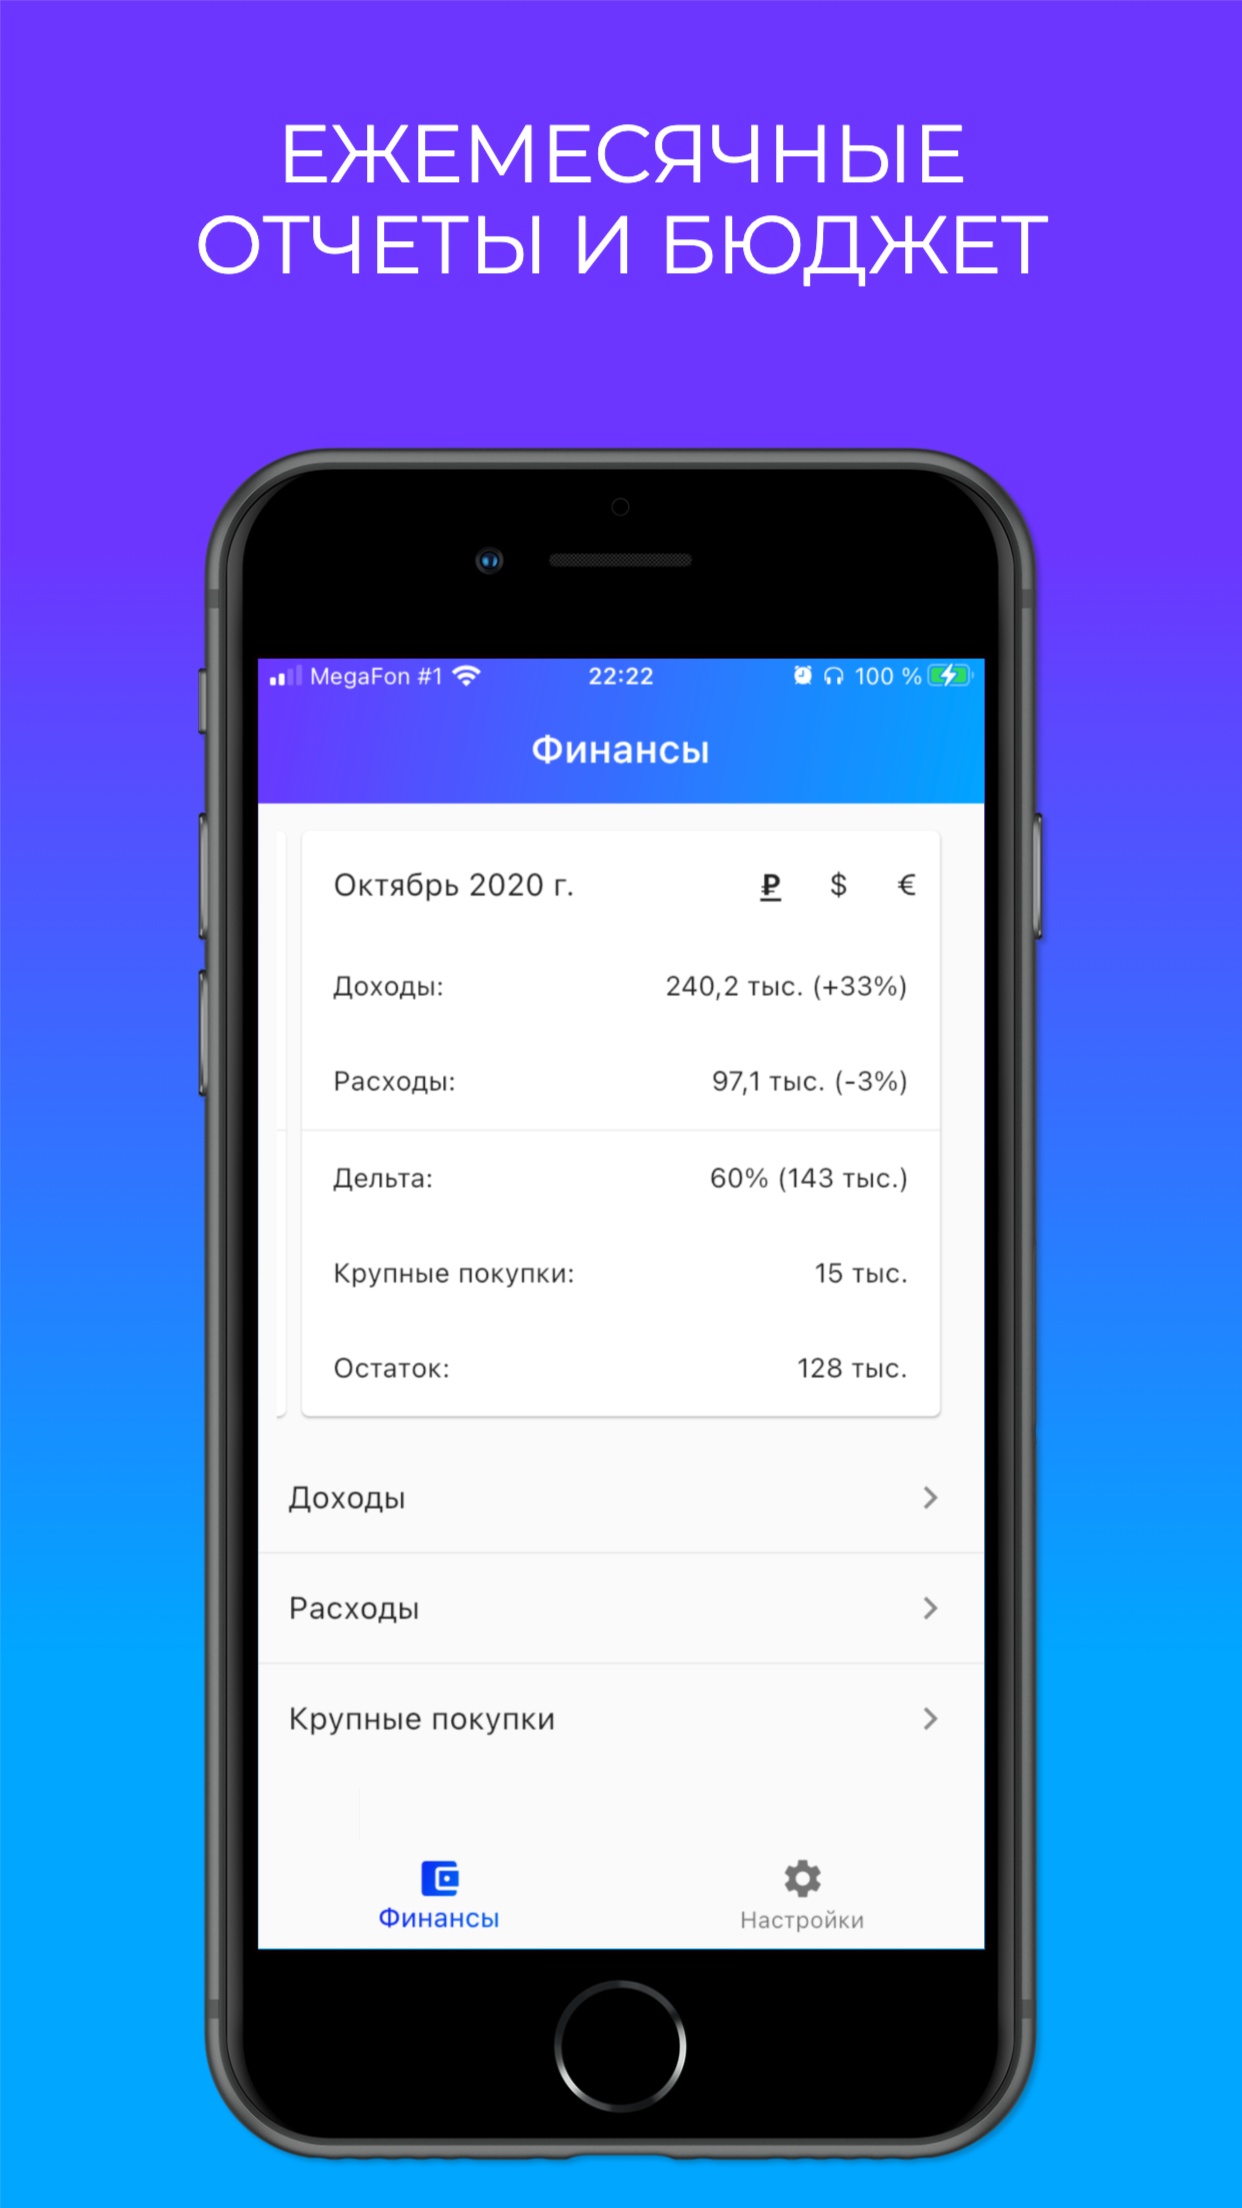 ЕЖЕМЕСЯЧНЫЕ
ОТЧЕТЫ И БЮДЖЕТ
MegaFon #1 22:22 100 %
Финансы
Октябрь 2020 г. ₽ $ €
Доходы: 240,2 тыс. (+33%)
Расходы: 97,1 тыс. (-3%)
Дельта: 60% (143 тыс.)
Крупные покупки: 15 тыс.
Остаток: 128 тыс.
Доходы
Расходы
Крупные покупки
Финансы Настройки